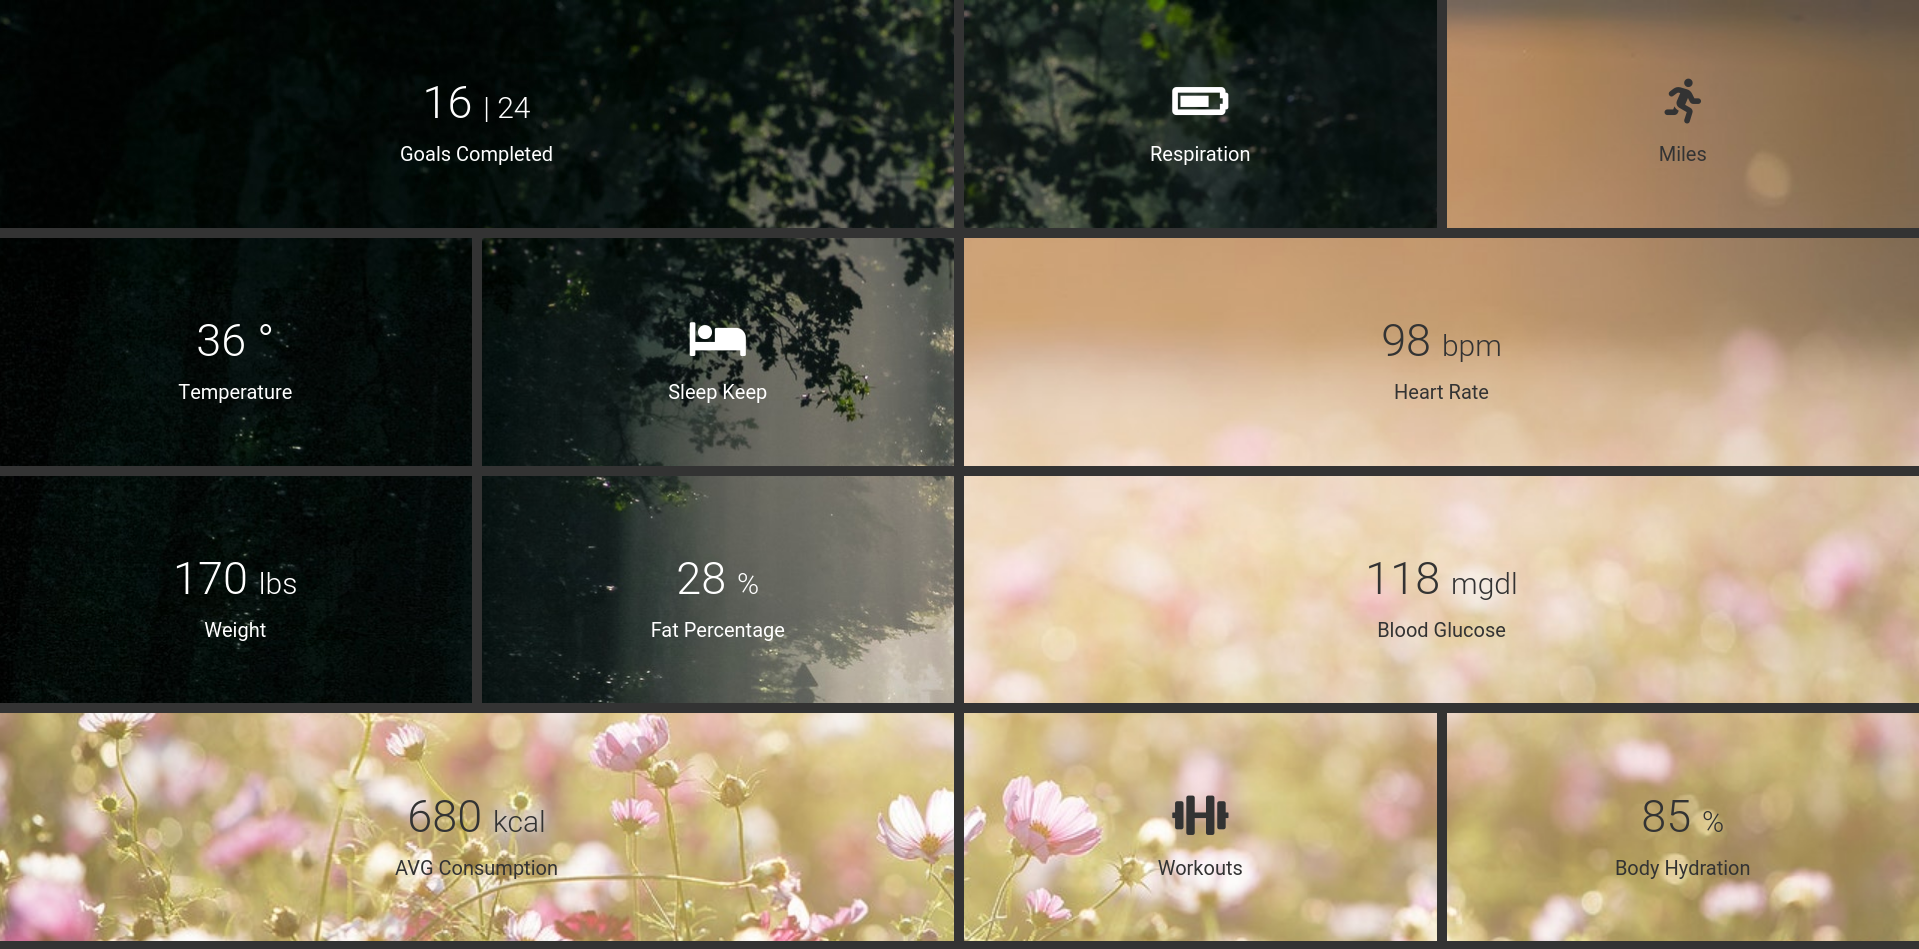 16 | 24
Goals Completed
Respiration
Miles
36 °
Temperature
Sleep Keep
98 bpm
Heart Rate
170 lbs
Weight
28 %
Fat Percentage
118 mgdl
Blood Glucose
680 kcal
AVG Consumption
Workouts
85 %
Body Hydration